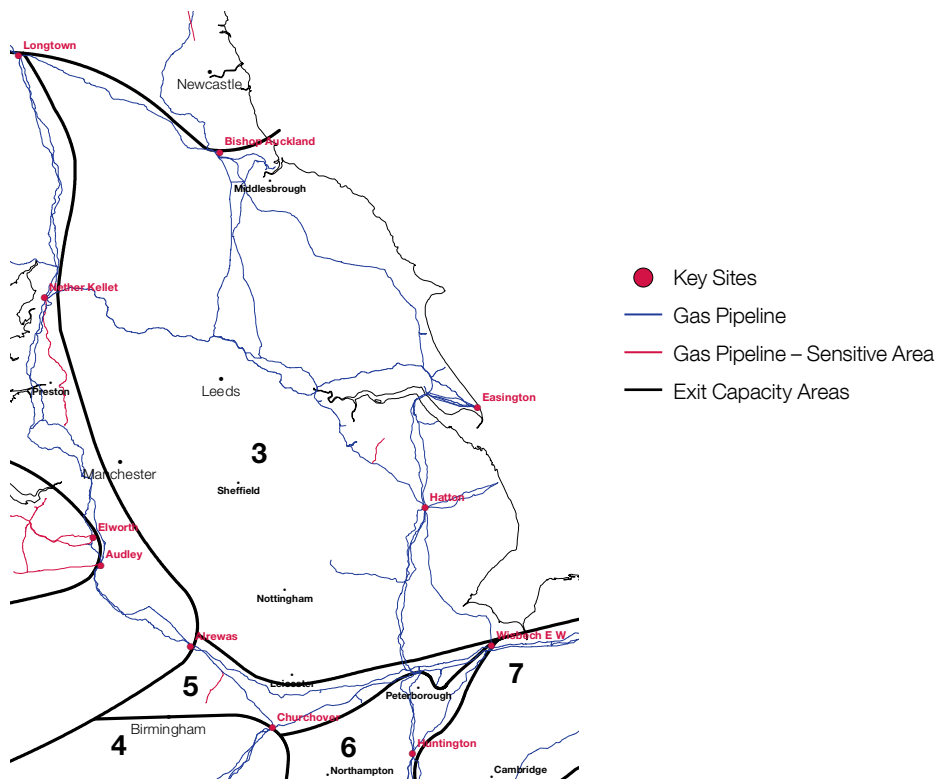 Longtown
Newcastle
Bishop Auckland
Middlesbrough
Nether Kellet
Key Sites
Gas Pipeline
Gas Pipeline – Sensitive Area
Exit Capacity Areas
Preston
Leeds
Easington
3
Manchester
Sheffield
Hatton
Elworth
Audley
Nottingham
Alrewas
Wisbech E W
5
Leicester
7
Peterborough
Churchover
4
Birmingham
6
Huntington
Northampton
Cambridge